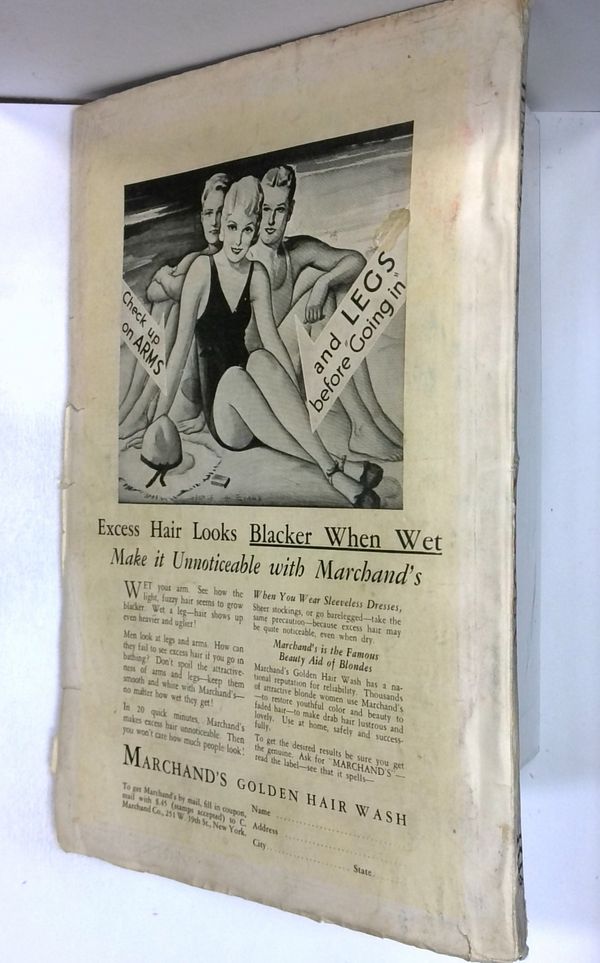 Check up
on ARMS
and LEGS
before "Going in"
Excess Hair Looks Blacker When Wet
Make it Unnoticeable with Marchand's
WET your arm. See how the
light, fuzzy hair seems to grow
blacker. Wet a leg—hair shows up
even heavier and uglier!
Men look at legs and arms. How can
they fail to see excess hair if you go in
bathing? Don't spoil the attractive-
ness of arms and legs—keep them
smooth and white with Marchand's—
no matter how wet they get!
In 20 quick minutes, Marchand's
makes excess hair unnoticeable. Then
you won't care how much people look!
When You Wear Sleeveless Dresses,
Sheer stockings, or go barelegged—take the
same precaution—because excess hair may
be quite noticeable, even when dry.
Marchand's is the Famous
Beauty Aid of Blondes
Marchand's Golden Hair Wash has a na-
tional reputation for reliability. Thousands
of attractive blonde women use Marchand's
—to restore youthful color and beauty to
faded hair—to make drab hair lustrous and
lovely. Use at home, safely and success-
fully.
To get the desired results be sure you get
the genuine. Ask for "MARCHAND'S"—
read the label—see that it spells—
MARCHAND'S GOLDEN HAIR WASH
To get Marchand's by mail, fill in coupon,
mail with $.45 (stamps accepted) to C.
Marchand Co., 251 W. 19th St., New York.
Name
Address
City
State